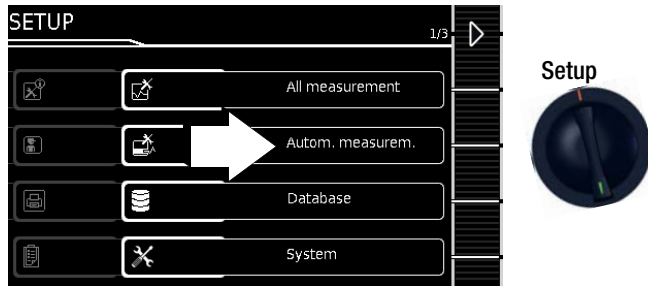 SETUP
1/3
All measurement
Setup
Autom. measurem.
Database
System